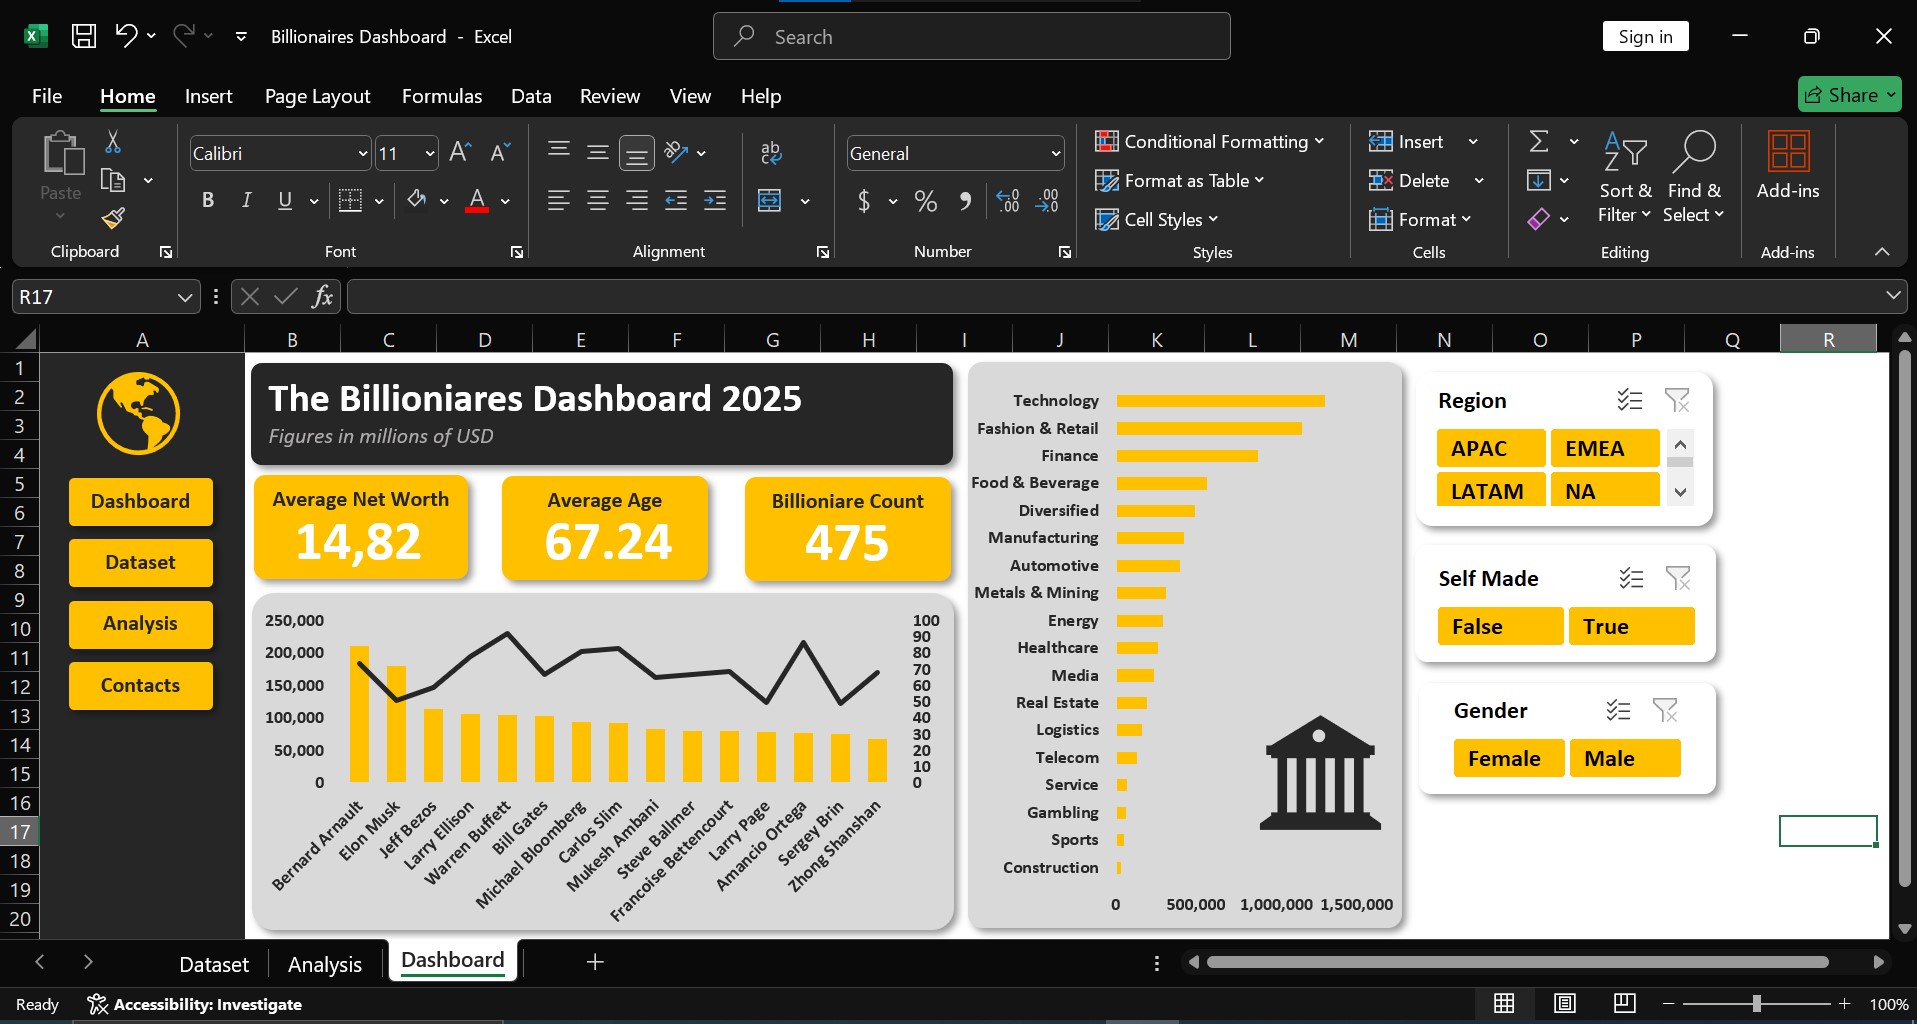 Billionaires Dashboard - Excel
Search
Sign in
File Home Insert Page Layout Formulas Data Review View Help
Share
Paste
Clipboard
Calibri 11
B I U
Font
Alignment
General
$ % ,
Number
Conditional Formatting
Format as Table
Cell Styles
Styles
Insert
Delete
Format
Cells
Sort & Filter
Find & Select
Editing
Add-ins
Add-ins
R17
fx
A B C D E F G H I J K L M N O P Q R
1
2
3
4
5
6
7
8
9
10
11
12
13
14
15
16
17
18
19
20
Dashboard
Dataset
Analysis
Contacts
The Billioniares Dashboard 2025
Figures in millions of USD
Average Net Worth
14,82
Average Age
67.24
Billioniare Count
475
250,000
200,000
150,000
100,000
50,000
0
100
90
80
70
60
50
40
30
20
10
0
Bernard Arnault
Elon Musk
Jeff Bezos
Larry Ellison
Warren Buffett
Bill Gates
Michael Bloomberg
Carlos Slim
Mukesh Ambani
Steve Ballmer
Francoise Bettencourt
Larry Page
Amancio Ortega
Sergey Brin
Zhong Shanshan
Technology
Fashion & Retail
Finance
Food & Beverage
Diversified
Manufacturing
Automotive
Metals & Mining
Energy
Healthcare
Media
Real Estate
Logistics
Telecom
Service
Gambling
Sports
Construction
0 500,000 1,000,000 1,500,000
Region
APAC EMEA
LATAM NA
Self Made
False True
Gender
Female Male
Dataset Analysis Dashboard
Ready Accessibility: Investigate
100%